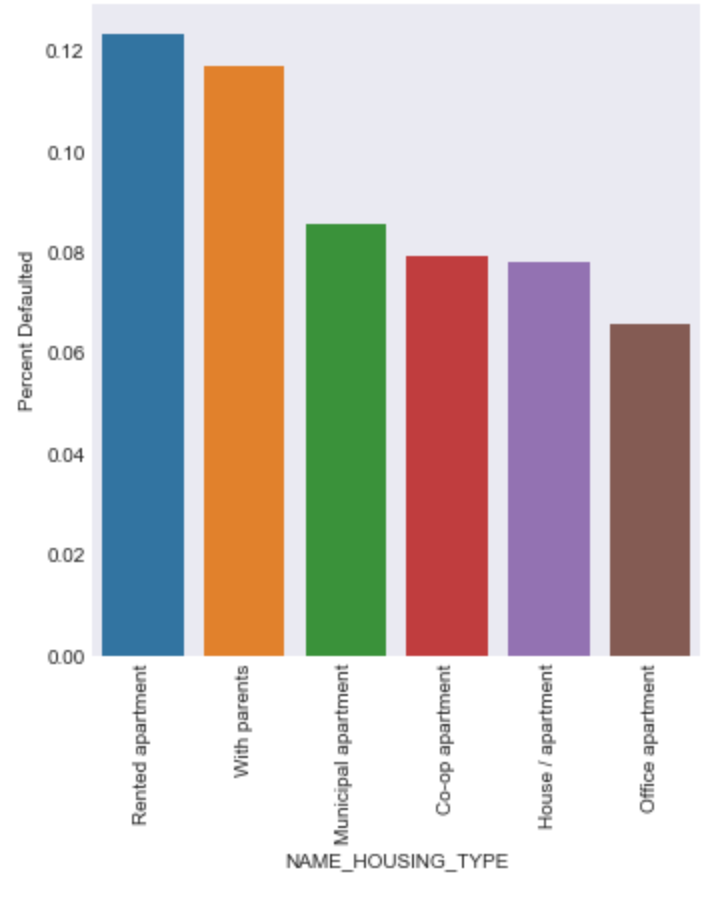 0.12
0.10
0.08
0.06
0.04
0.02
0.00
Percent Defaulted
Rented apartment
With parents
Municipal apartment
Co-op apartment
House / apartment
Office apartment
NAME_HOUSING_TYPE